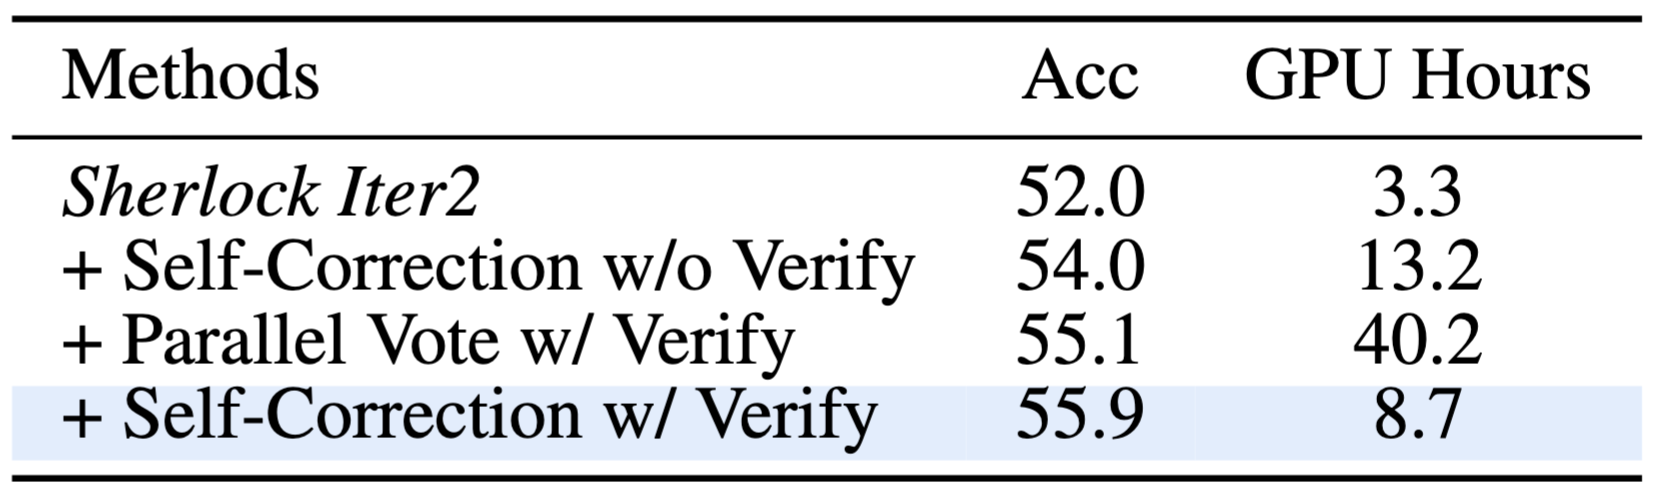 Methods Acc GPU Hours
Sherlock Iter2 52.0 3.3
+ Self-Correction w/o Verify 54.0 13.2
+ Parallel Vote w/ Verify 55.1 40.2
+ Self-Correction w/ Verify 55.9 8.7